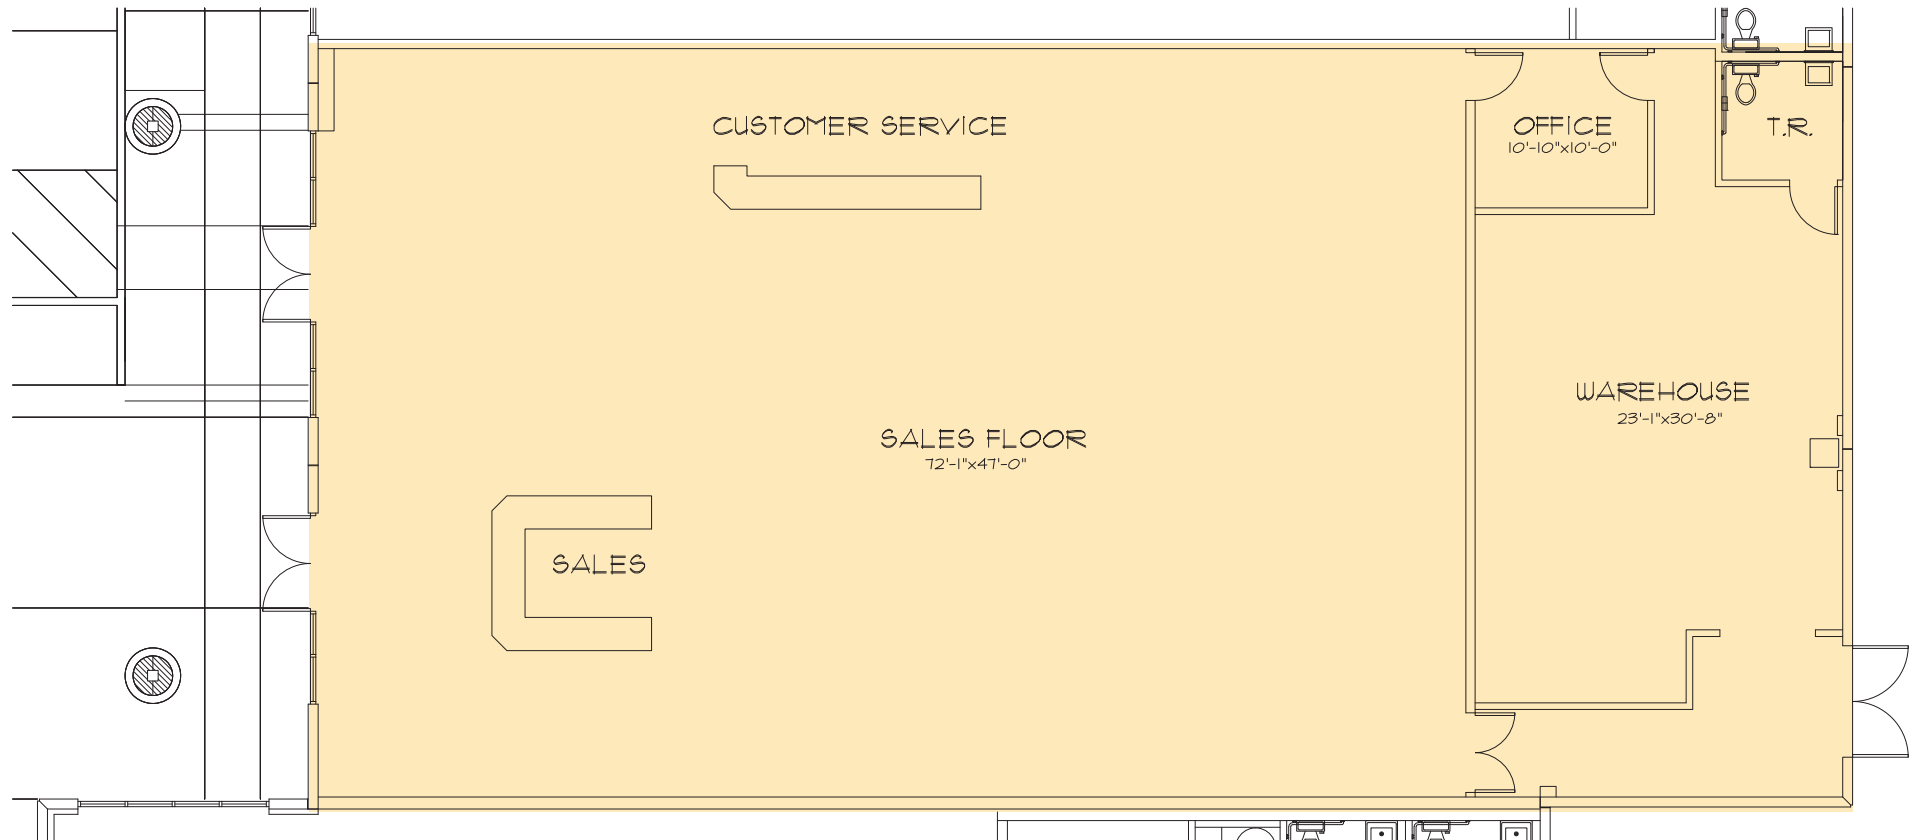 CUSTOMER SERVICE
OFFICE
10'-10"x10'-0"
T.R.
WAREHOUSE
23'-1"x30'-8"
SALES FLOOR
72'-1"x47'-0"
SALES